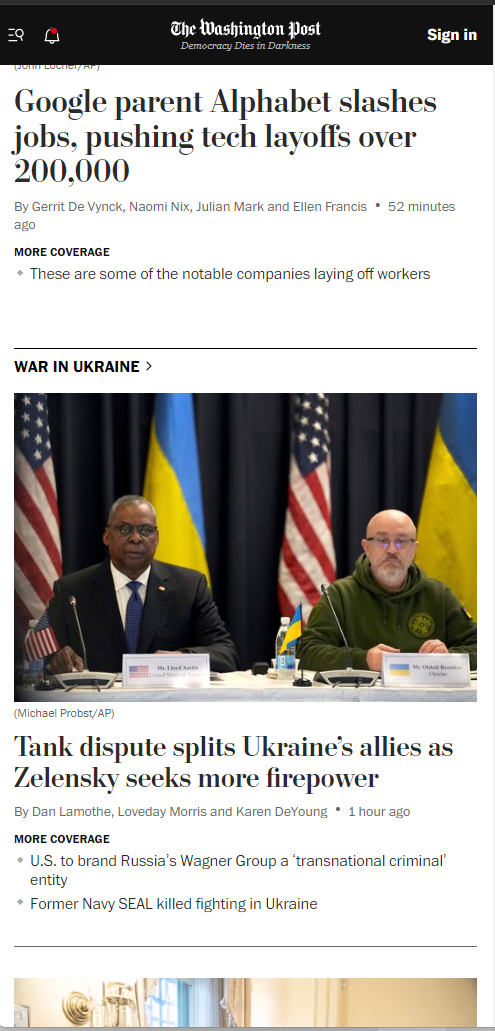 The Washington Post
Democracy Dies in Darkness
Sign in
(John Locher/AP)
Google parent Alphabet slashes
jobs, pushing tech layoffs over
200,000
By Gerrit De Vynck, Naomi Nix, Julian Mark and Ellen Francis • 52 minutes
ago
MORE COVERAGE
These are some of the notable companies laying off workers
WAR IN UKRAINE >
Mr. Lloyd Austin
United States of America
Mr. Oleksii Reznikov
Ukraine
(Michael Probst/AP)
Tank dispute splits Ukraine’s allies as
Zelensky seeks more firepower
By Dan Lamothe, Loveday Morris and Karen DeYoung • 1 hour ago
MORE COVERAGE
U.S. to brand Russia’s Wagner Group a ‘transnational criminal’
entity
Former Navy SEAL killed fighting in Ukraine